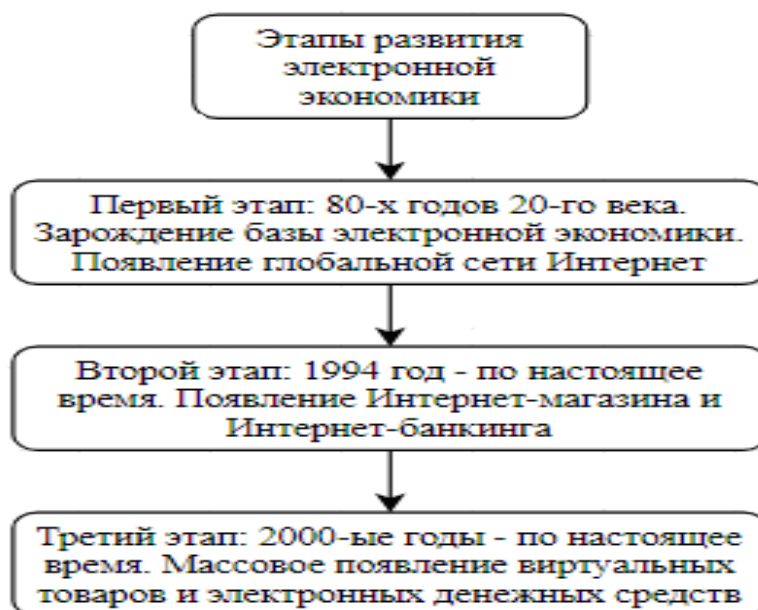 Этапы развития
электронной
экономики
Первый этап: 80-х годов 20-го века.
Зарождение базы электронной экономики.
Появление глобальной сети Интернет
Второй этап: 1994 год - по настоящее
время. Появление Интернет-магазина и
Интернет-банкинга
Третий этап: 2000-ые годы - по настоящее
время. Массовое появление виртуальных
товаров и электронных денежных средств